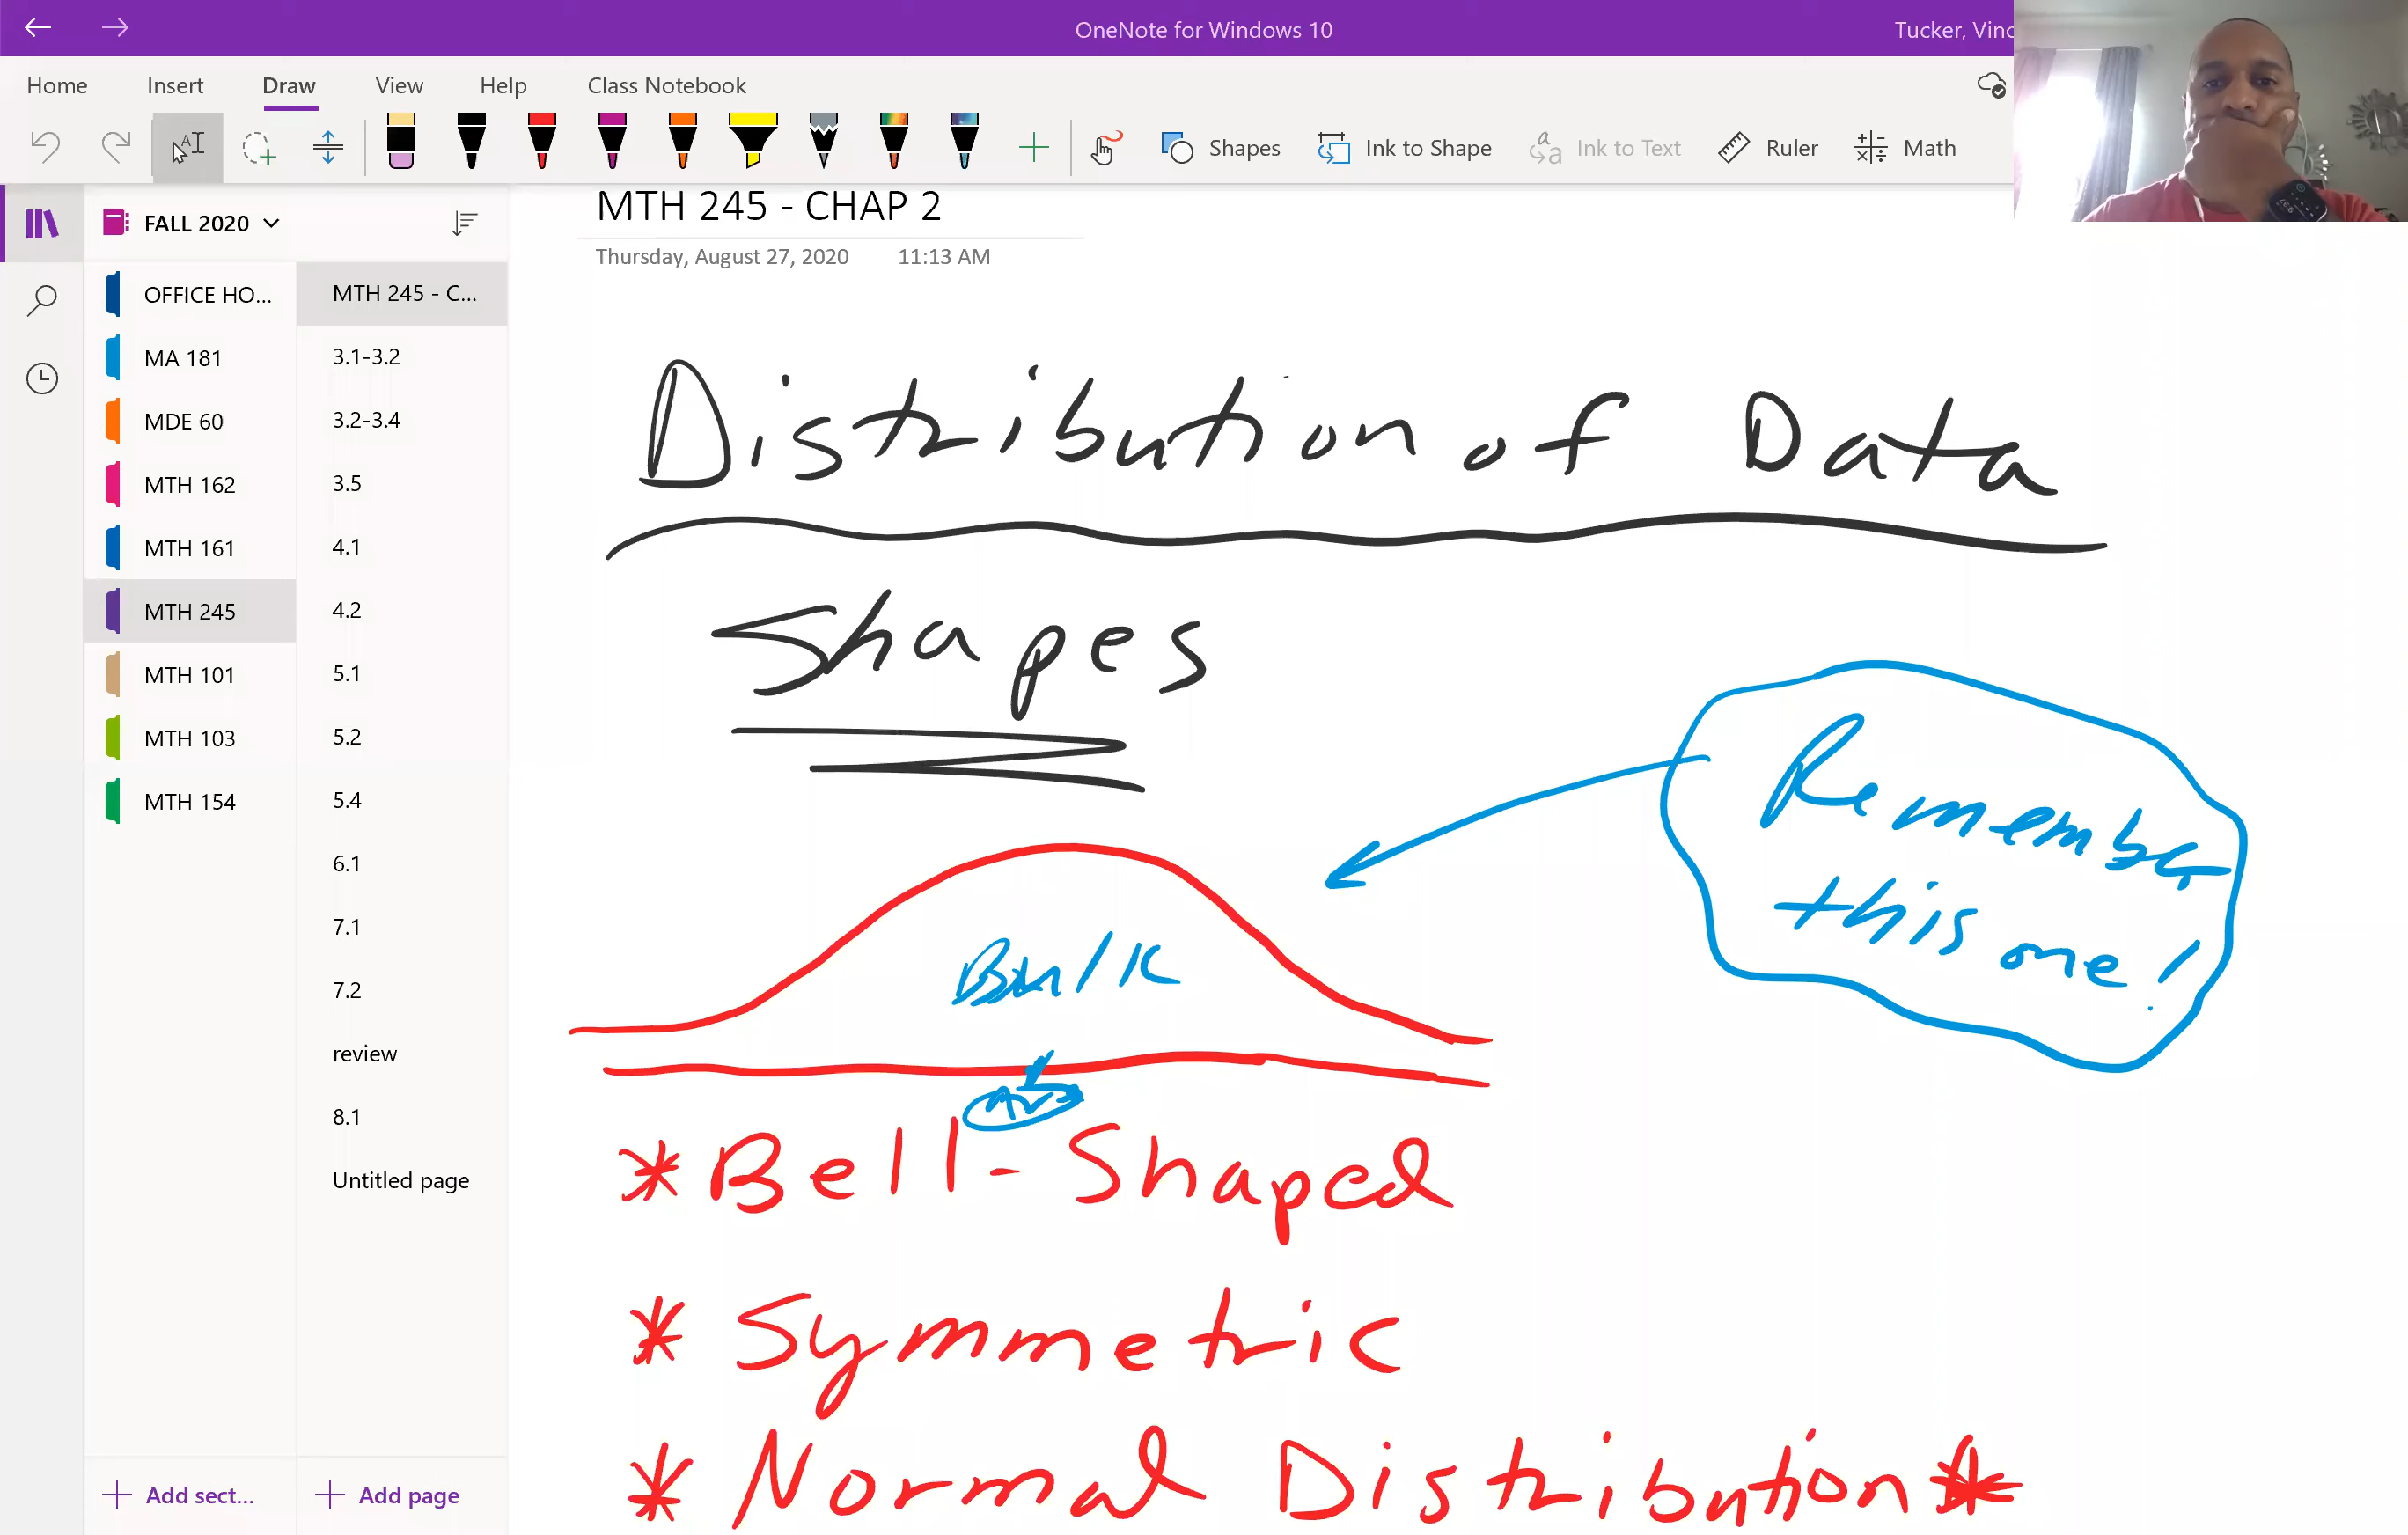 OneNote for Windows 10
Tucker, Vinc
Home Insert Draw View Help Class Notebook
Shapes Ink to Shape Ink to Text Ruler Math
FALL 2020
OFFICE HO...
MA 181
MDE 60
MTH 162
MTH 161
MTH 245
MTH 101
MTH 103
MTH 154
Add sect...
MTH 245 - C...
3.1-3.2
3.2-3.4
3.5
4.1
4.2
5.1
5.2
5.4
6.1
7.1
7.2
review
8.1
Untitled page
Add page
MTH 245 - CHAP 2
Thursday, August 27, 2020 11:13 AM
Distribution of Data
Shapes
Remember
this one!
Bulk
*Bell-Shaped
* Symmetric
* Normal Distribution*